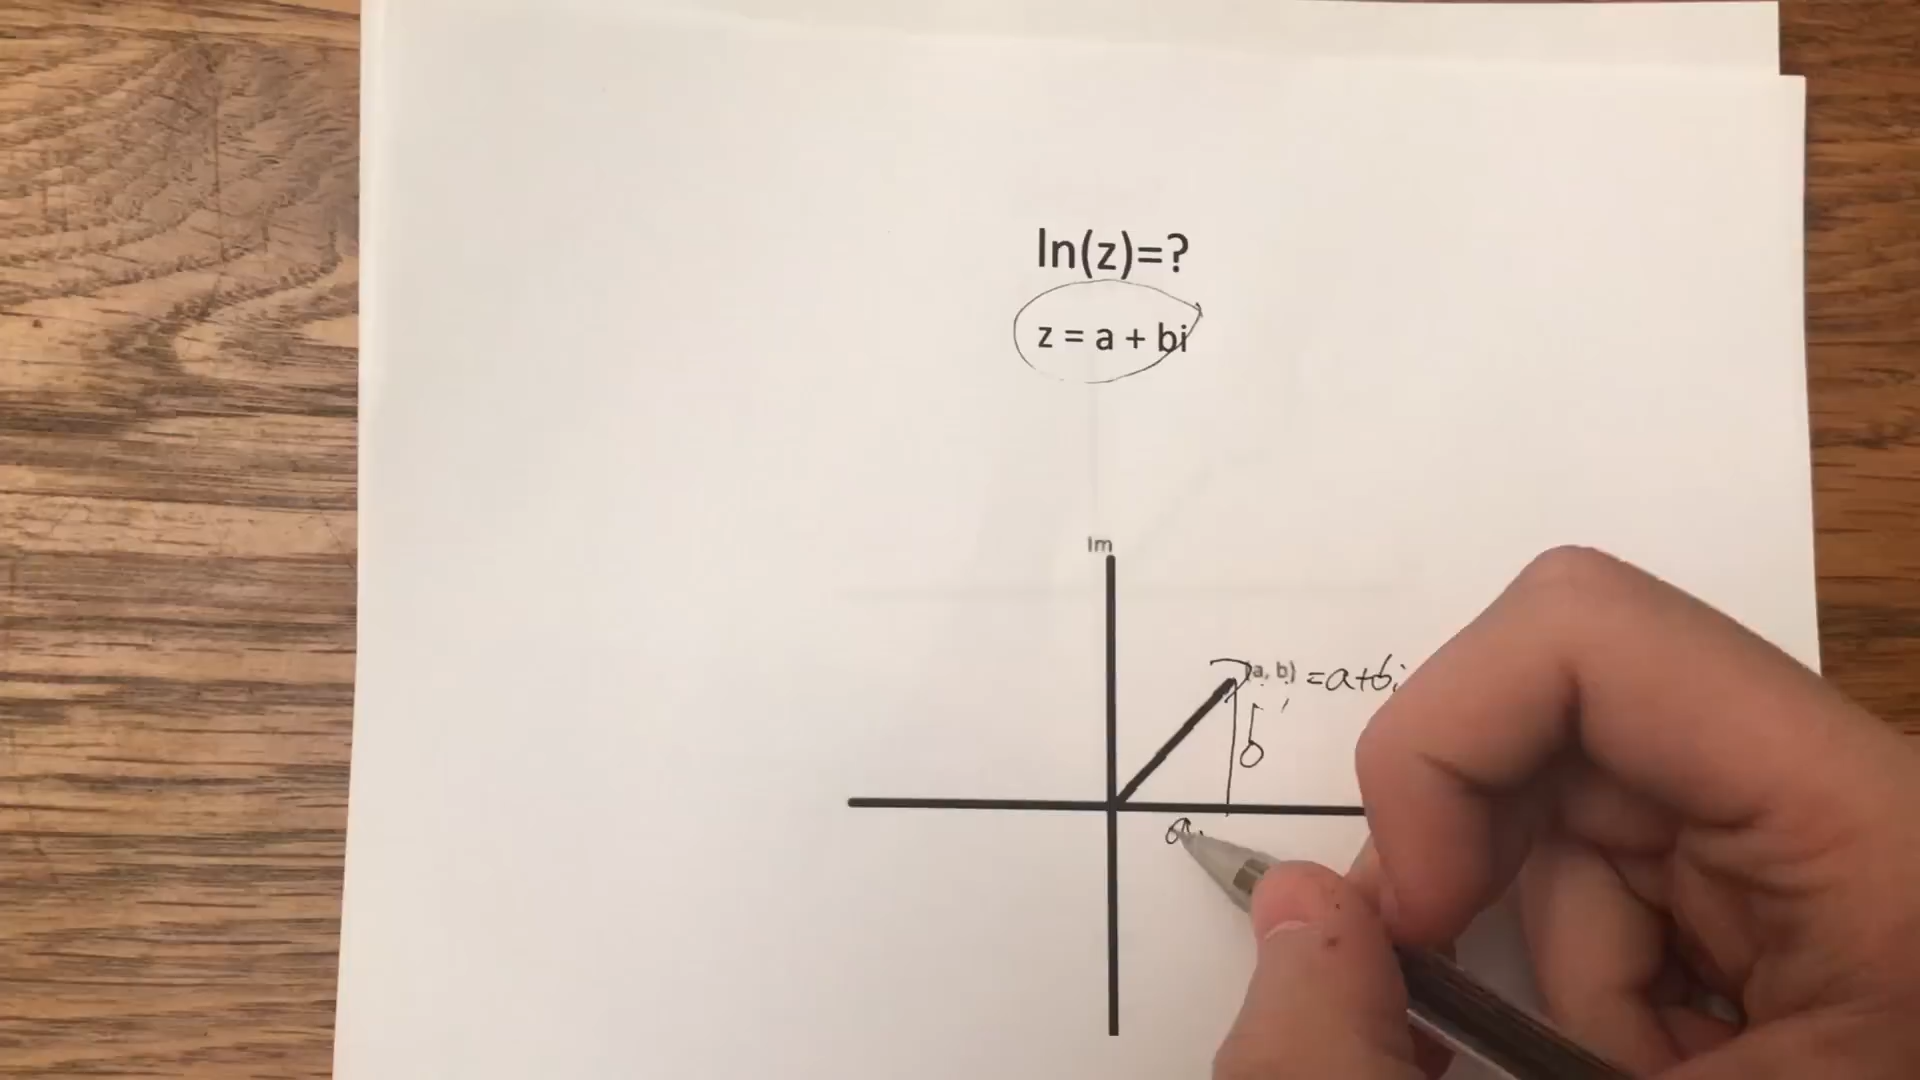 ln(z)=?
z = a + bi
Im
(a, b) =a+bi
b
a